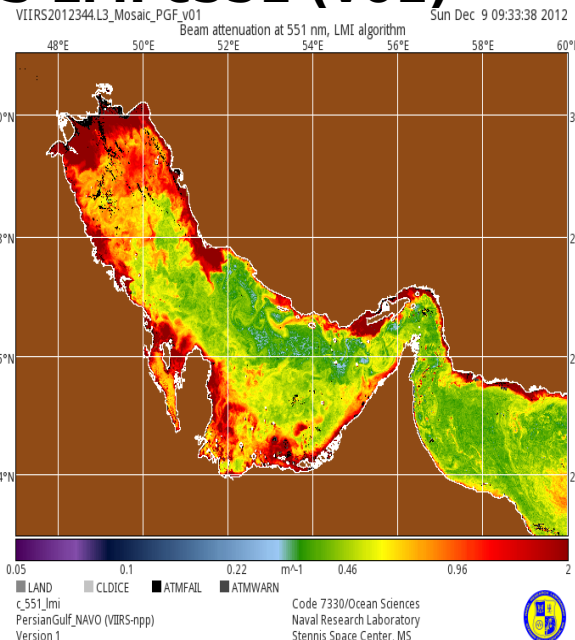 VIIRS2012344.L3_Mosaic_PGF_v01 Sun Dec 9 09:33:38 2012
Beam attenuation at 551 nm, LMI algorithm
48°E 50°E 52°E 54°E 56°E 58°E 60°E
0.05 0.1 0.22 m^-1 0.46 0.96 2
LAND CLDICE ATMFAIL ATMWARN
c_551_lmi Code 7330/Ocean Sciences
PersianGulf_NAVO (VIIRS-npp) Naval Research Laboratory
Version 1 Stennis Space Center, MS